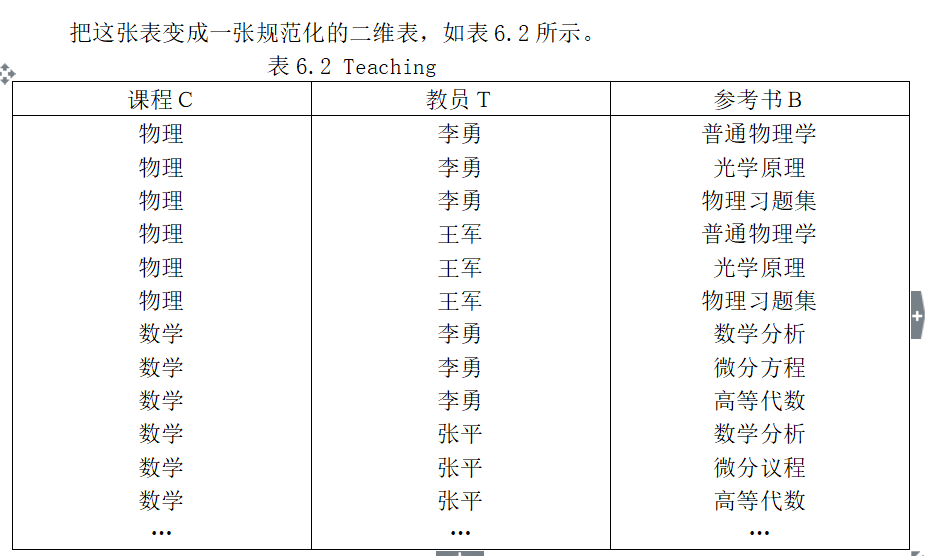 把这张表变成一张规范化的二维表，如表6.2所示。
表6.2 Teaching
课程C 教员T 参考书B
物理 李勇 普通物理学
物理 李勇 光学原理
物理 李勇 物理习题集
物理 王军 普通物理学
物理 王军 光学原理
物理 王军 物理习题集
数学 李勇 数学分析
数学 李勇 微分方程
数学 李勇 高等代数
数学 张平 数学分析
数学 张平 微分议程
数学 张平 高等代数
… … …